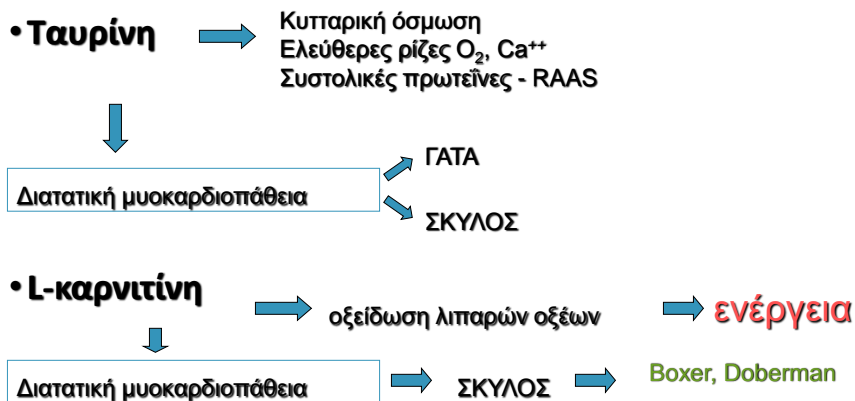 • Ταυρίνη
Κυτταρική όσμωση
Ελεύθερες ρίζες O₂, Ca⁺⁺
Συστολικές πρωτεΐνες - RAAS
ΓΑΤΑ
Διατατική μυοκαρδιοπάθεια
ΣΚΥΛΟΣ
• L-καρνιτίνη
οξείδωση λιπαρών οξέων
ενέργεια
Διατατική μυοκαρδιοπάθεια
ΣΚΥΛΟΣ
Boxer, Doberman